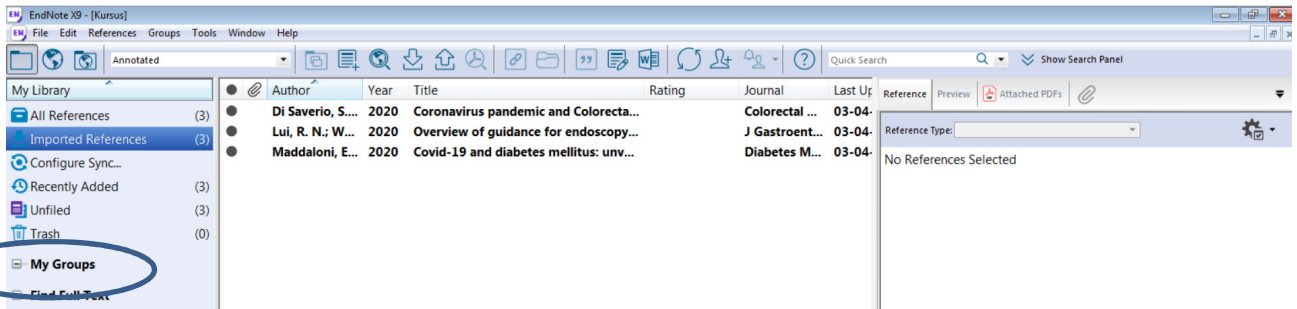 EndNote X9 - [Kursus]
File Edit References Groups Tools Window Help
Annotated
Quick Search
Show Search Panel
My Library
All References (3)
Imported References (3)
Configure Sync...
Recently Added (3)
Unfiled (3)
Trash (0)
My Groups
Find Full Text
Author Year Title Rating Journal Last Up
Di Saverio, S.... 2020 Coronavirus pandemic and Colorecta... Colorectal ... 03-04-
Lui, R. N.; W... 2020 Overview of guidance for endoscopy... J Gastroent... 03-04-
Maddaloni, E... 2020 Covid-19 and diabetes mellitus: unv... Diabetes M... 03-04-
Reference Preview Attached PDFs
Reference Type:
No References Selected